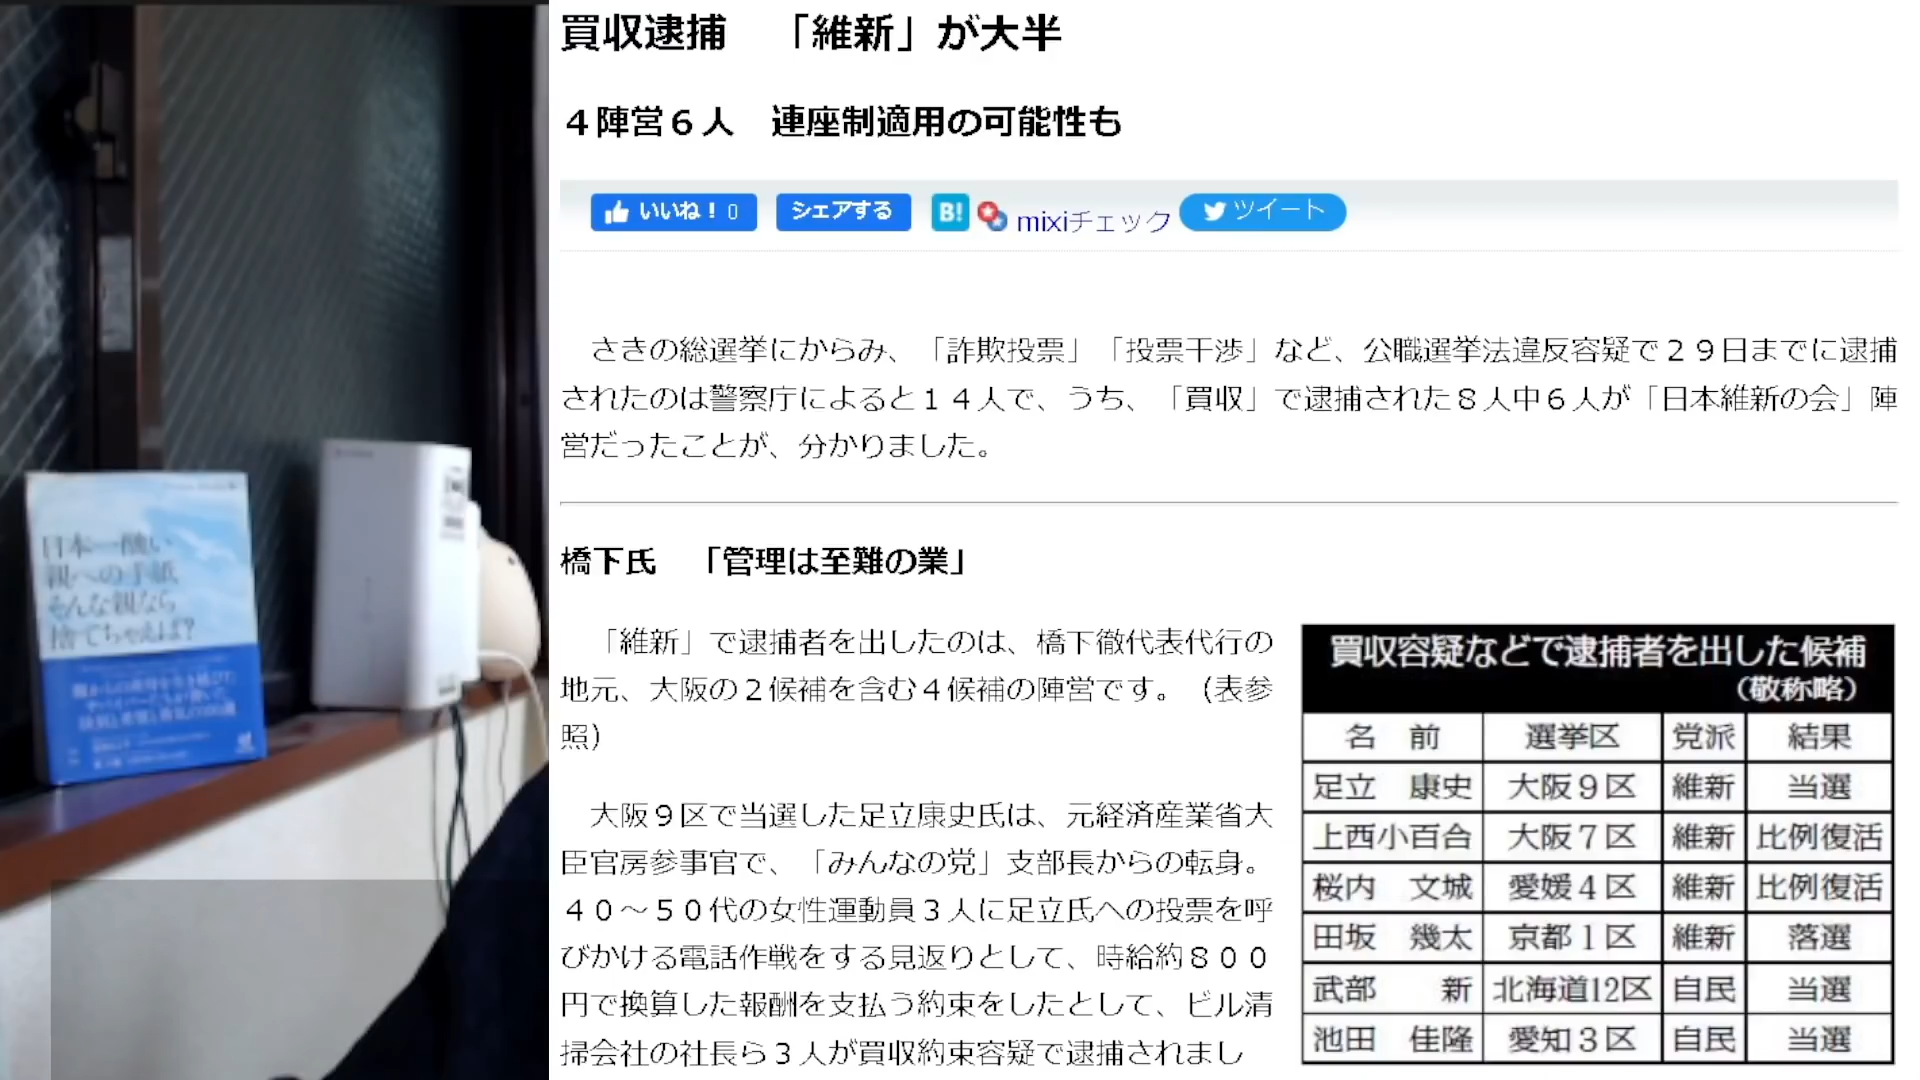 日本一醜い
親への手紙
そんな親なら
捨てちゃえば？
買収逮捕　「維新」が大半
４陣営６人　連座制適用の可能性も
いいね！ 0
シェアする
B!
mixiチェック
ツイート
さきの総選挙にからみ、「詐欺投票」「投票干渉」など、公職選挙法違反容疑で２９日までに逮捕
されたのは警察庁によると１４人で、うち、「買収」で逮捕された８人中６人が「日本維新の会」陣
営だったことが、分かりました。
橋下氏　「管理は至難の業」
「維新」で逮捕者を出したのは、橋下徹代表代行の
地元、大阪の２候補を含む４候補の陣営です。（表参
照）
大阪９区で当選した足立康史氏は、元経済産業省大
臣官房参事官で、「みんなの党」支部長からの転身。
４０～５０代の女性運動員３人に足立氏への投票を呼
びかける電話作戦をする見返りとして、時給約８００
円で換算した報酬を支払う約束をしたとして、ビル清
掃会社の社長ら３人が買収約束容疑で逮捕されまし
買収容疑などで逮捕者を出した候補
（敬称略）
名　前　選挙区　党派　結果
足立　康史　大阪９区　維新　当選
上西小百合　大阪７区　維新　比例復活
桜内　文城　愛媛４区　維新　比例復活
田坂　幾太　京都１区　維新　落選
武部　新　北海道12区　自民　当選
池田　佳隆　愛知３区　自民　当選